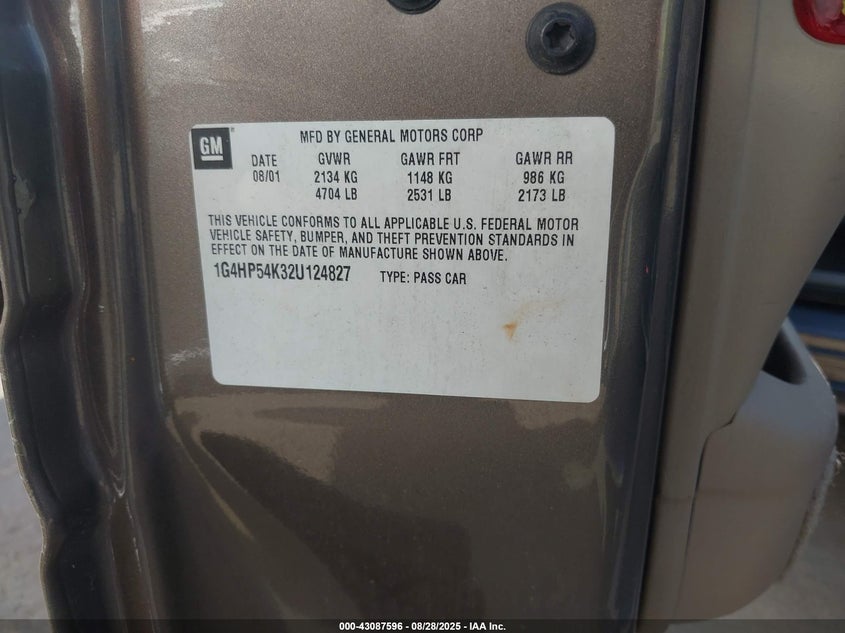 GM
MFD BY GENERAL MOTORS CORP
DATE GVWR GAWR FRT GAWR RR
08/01 2134 KG 1148 KG 986 KG
4704 LB 2531 LB 2173 LB
THIS VEHICLE CONFORMS TO ALL APPLICABLE U.S. FEDERAL MOTOR
VEHICLE SAFETY, BUMPER, AND THEFT PREVENTION STANDARDS IN
EFFECT ON THE DATE OF MANUFACTURE SHOWN ABOVE.
1G4HP54K32U124827 TYPE: PASS CAR
000-43087596 - 08/28/2025 - IAA Inc.